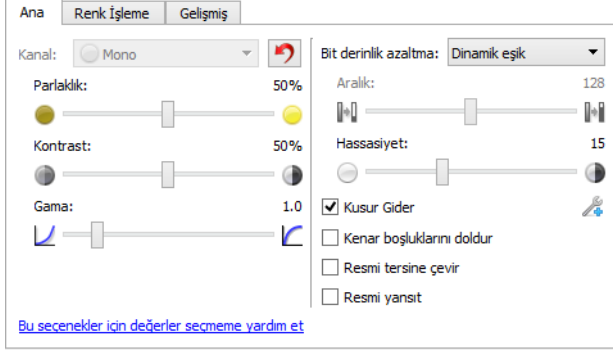 Ana Renk İşleme Gelişmiş
Kanal: Mono
Parlaklık: 50%
Kontrast: 50%
Gama: 1.0
Bu seçenekler için değerler seçmeme yardım et
Bit derinlik azaltma: Dinamik eşik
Aralık: 128
Hassasiyet: 15
Kusur Gider
Kenar boşluklarını doldur
Resmi tersine çevir
Resmi yansıt